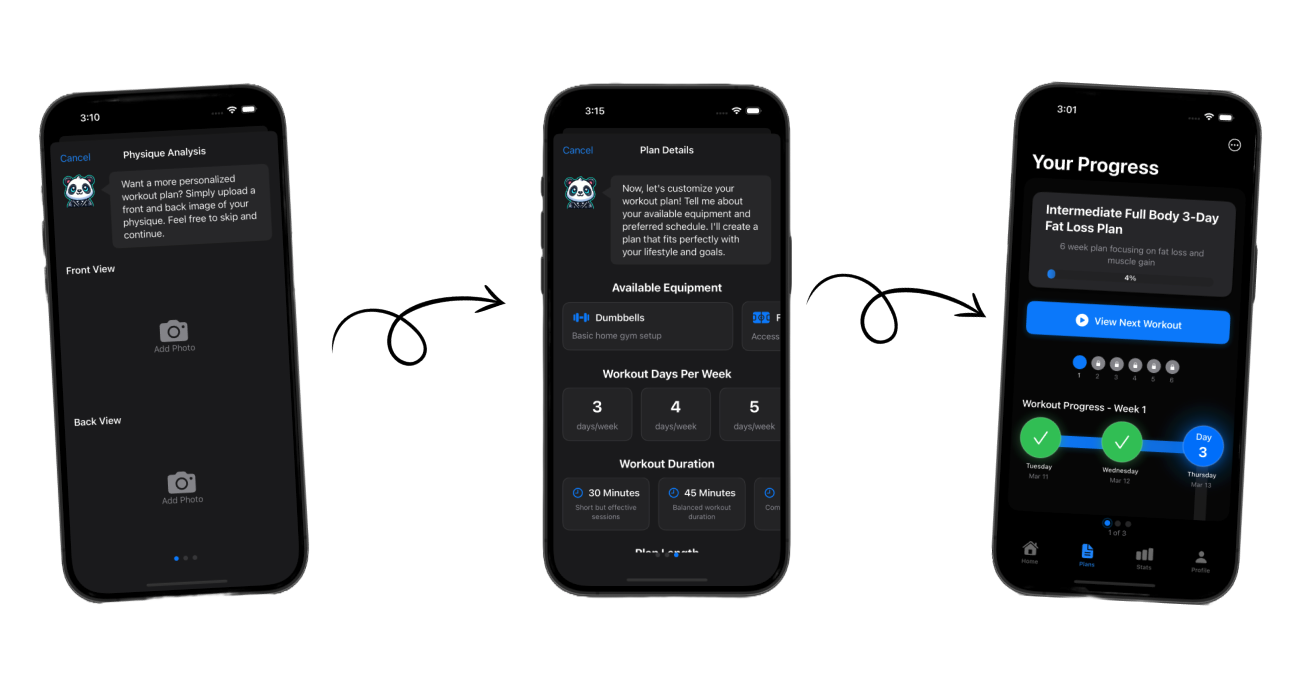 3:10
Cancel
Physique Analysis
Want a more personalized
workout plan? Simply upload a
front and back image of your
physique. Feel free to skip and
continue.
Front View
Add Photo
Back View
Add Photo
3:15
Cancel
Plan Details
Now, let's customize your
workout plan! Tell me about
your available equipment and
preferred schedule. I'll create a
plan that fits perfectly with
your lifestyle and goals.
Available Equipment
Dumbbells
F
Basic home gym setup
Access
Workout Days Per Week
3
4
5
days/week
days/week
days/week
Workout Duration
30 Minutes
45 Minutes
Short but effective
sessions
Balanced workout
duration
Com
Plan Length
3:01
Your Progress
Intermediate Full Body 3-Day
Fat Loss Plan
6 week plan focusing on fat loss and
muscle gain
4%
View Next Workout
1 2 3 4 5 6
Workout Progress - Week 1
Day
3
Tuesday
Mar 11
Wednesday
Mar 12
Thursday
Mar 13
1 of 3
Home
Plans
Stats
Profile